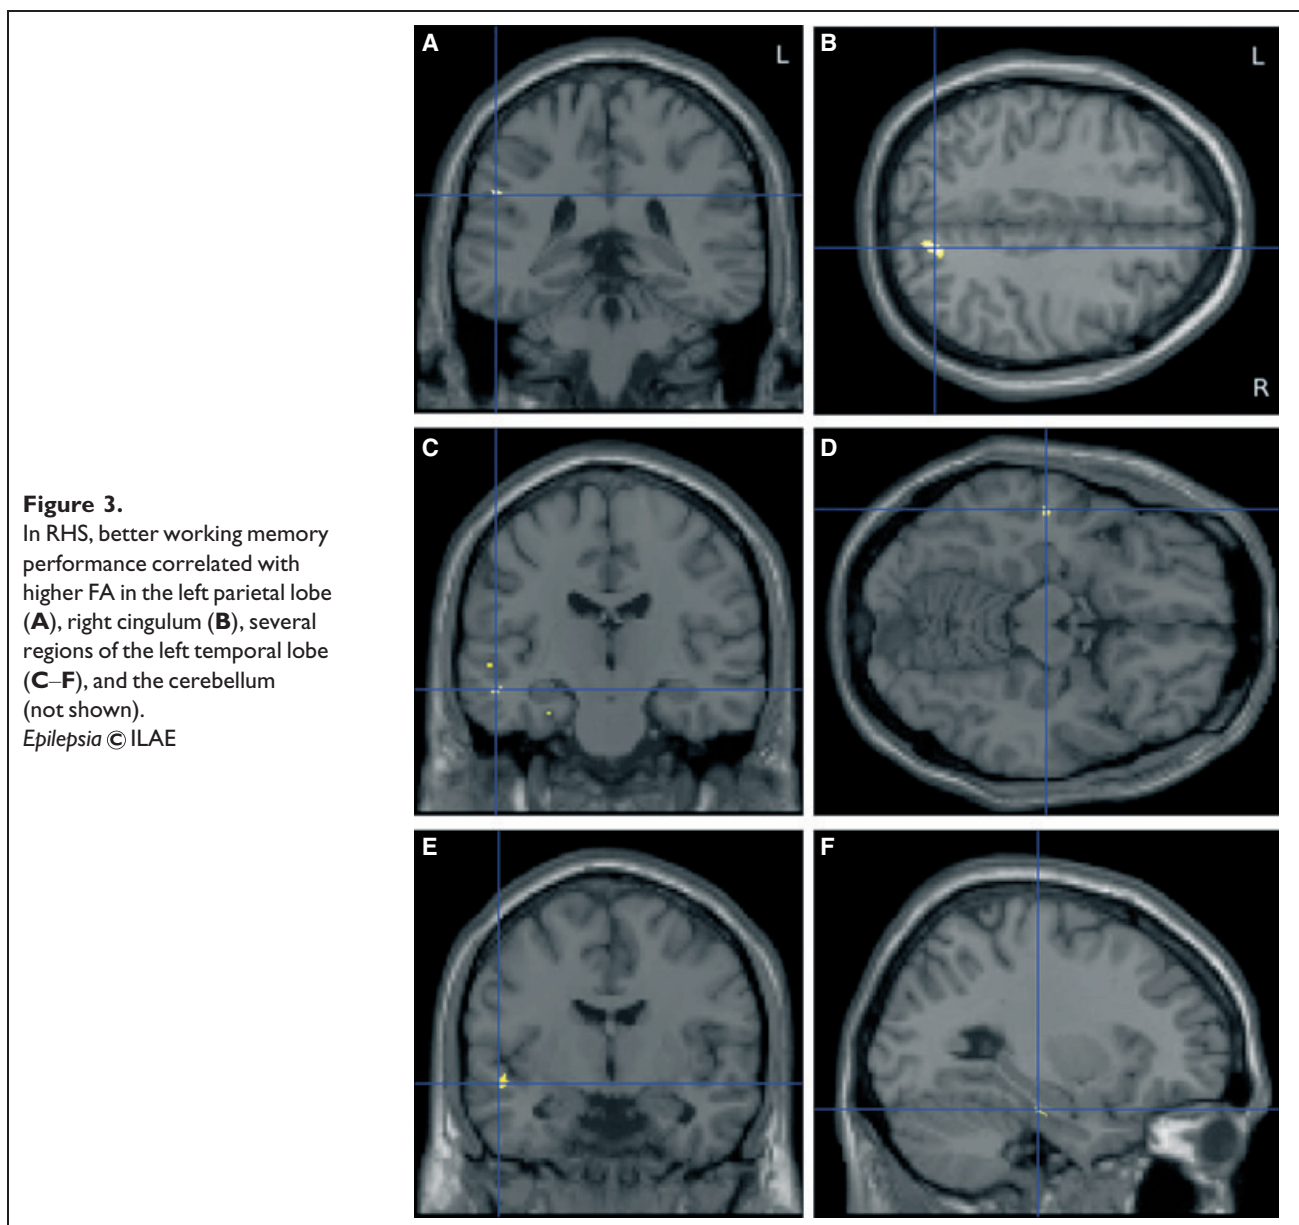 A
L
B
L
R
C
D
Figure 3.
In RHS, better working memory
performance correlated with
higher FA in the left parietal lobe
(A), right cingulum (B), several
regions of the left temporal lobe
(C–F), and the cerebellum
(not shown).
Epilepsia © ILAE
E
F